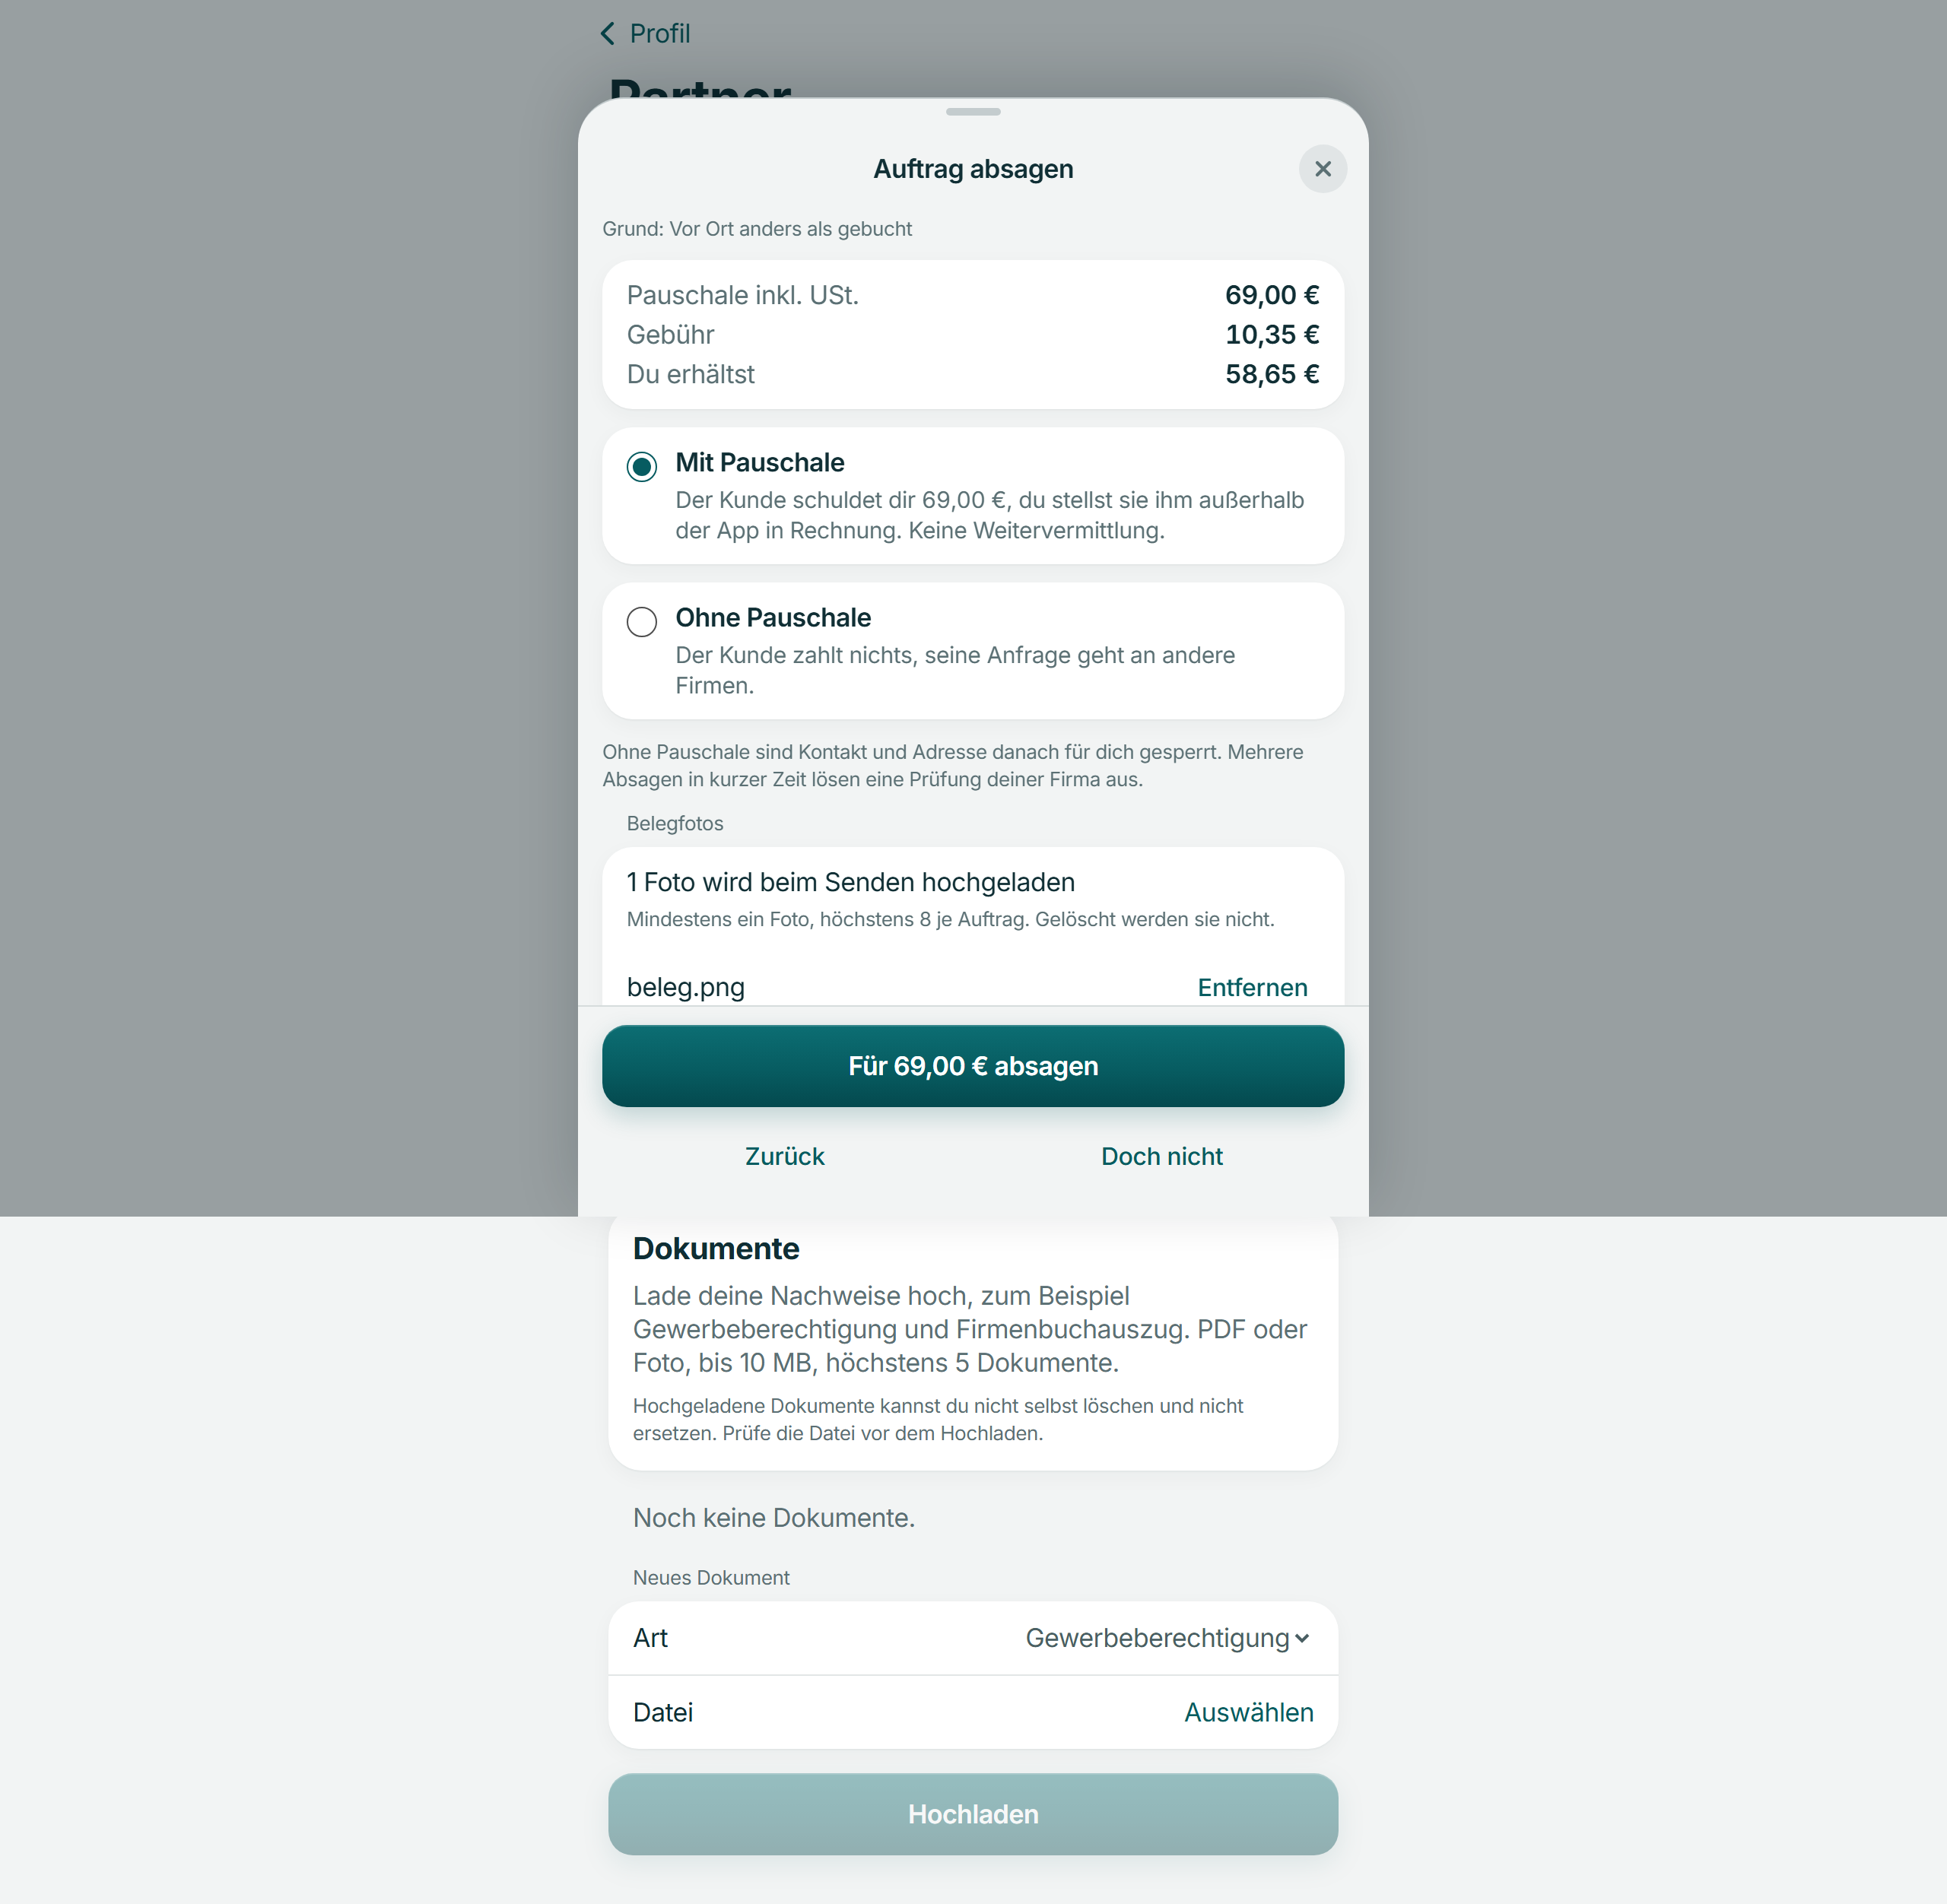 Profil
Partner
Auftrag absagen
Grund: Vor Ort anders als gebucht
Pauschale inkl. USt. 69,00 €
Gebühr 10,35 €
Du erhältst 58,65 €
Mit Pauschale
Der Kunde schuldet dir 69,00 €, du stellst sie ihm außerhalb
der App in Rechnung. Keine Weitervermittlung.
Ohne Pauschale
Der Kunde zahlt nichts, seine Anfrage geht an andere
Firmen.
Ohne Pauschale sind Kontakt und Adresse danach für dich gesperrt. Mehrere
Absagen in kurzer Zeit lösen eine Prüfung deiner Firma aus.
Belegfotos
1 Foto wird beim Senden hochgeladen
Mindestens ein Foto, höchstens 8 je Auftrag. Gelöscht werden sie nicht.
beleg.png Entfernen
Für 69,00 € absagen
Zurück Doch nicht
Dokumente
Lade deine Nachweise hoch, zum Beispiel
Gewerbeberechtigung und Firmenbuchauszug. PDF oder
Foto, bis 10 MB, höchstens 5 Dokumente.
Hochgeladene Dokumente kannst du nicht selbst löschen und nicht
ersetzen. Prüfe die Datei vor dem Hochladen.
Noch keine Dokumente.
Neues Dokument
Art Gewerbeberechtigung
Datei Auswählen
Hochladen